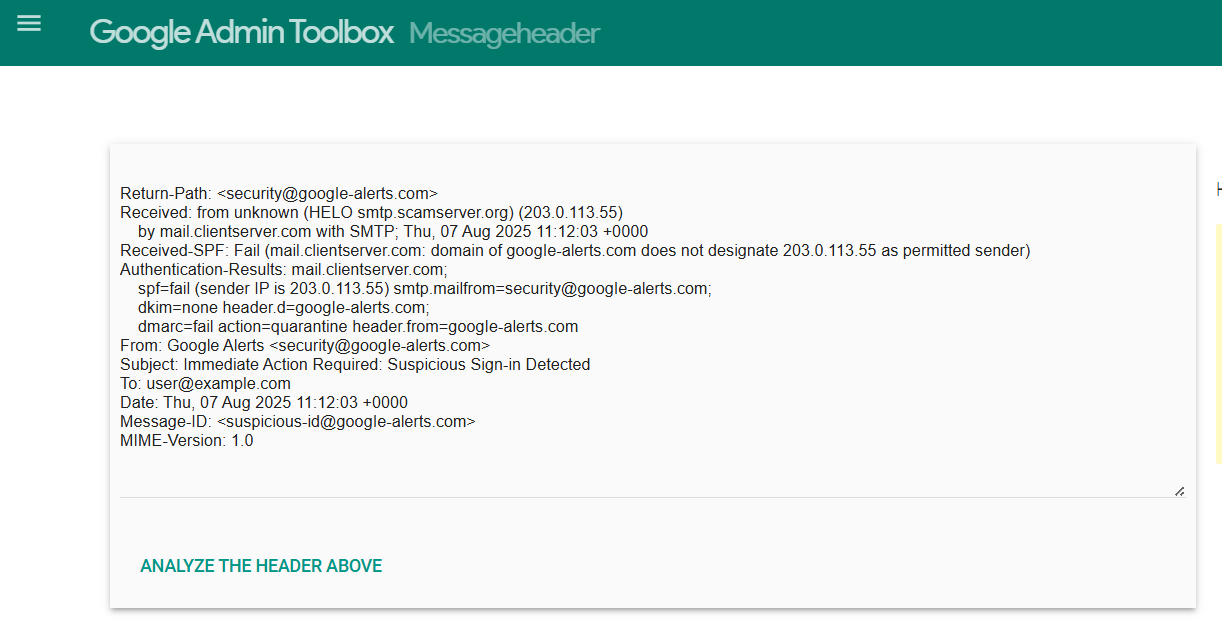 Google Admin Toolbox Messageheader
Return-Path: <security@google-alerts.com>
Received: from unknown (HELO smtp.scamserver.org) (203.0.113.55)
by mail.clientserver.com with SMTP; Thu, 07 Aug 2025 11:12:03 +0000
Received-SPF: Fail (mail.clientserver.com: domain of google-alerts.com does not designate 203.0.113.55 as permitted sender)
Authentication-Results: mail.clientserver.com;
spf=fail (sender IP is 203.0.113.55) smtp.mailfrom=security@google-alerts.com;
dkim=none header.d=google-alerts.com;
dmarc=fail action=quarantine header.from=google-alerts.com
From: Google Alerts <security@google-alerts.com>
Subject: Immediate Action Required: Suspicious Sign-in Detected
To: user@example.com
Date: Thu, 07 Aug 2025 11:12:03 +0000
Message-ID: <suspicious-id@google-alerts.com>
MIME-Version: 1.0
ANALYZE THE HEADER ABOVE